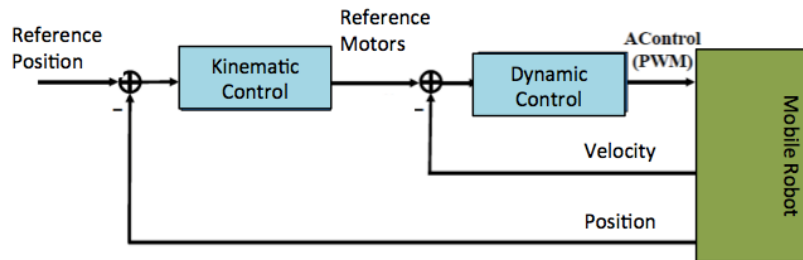 Reference
Position
Kinematic
Control
Reference
Motors
Dynamic
Control
AControl
(PWM)
Mobile Robot
Velocity
Position